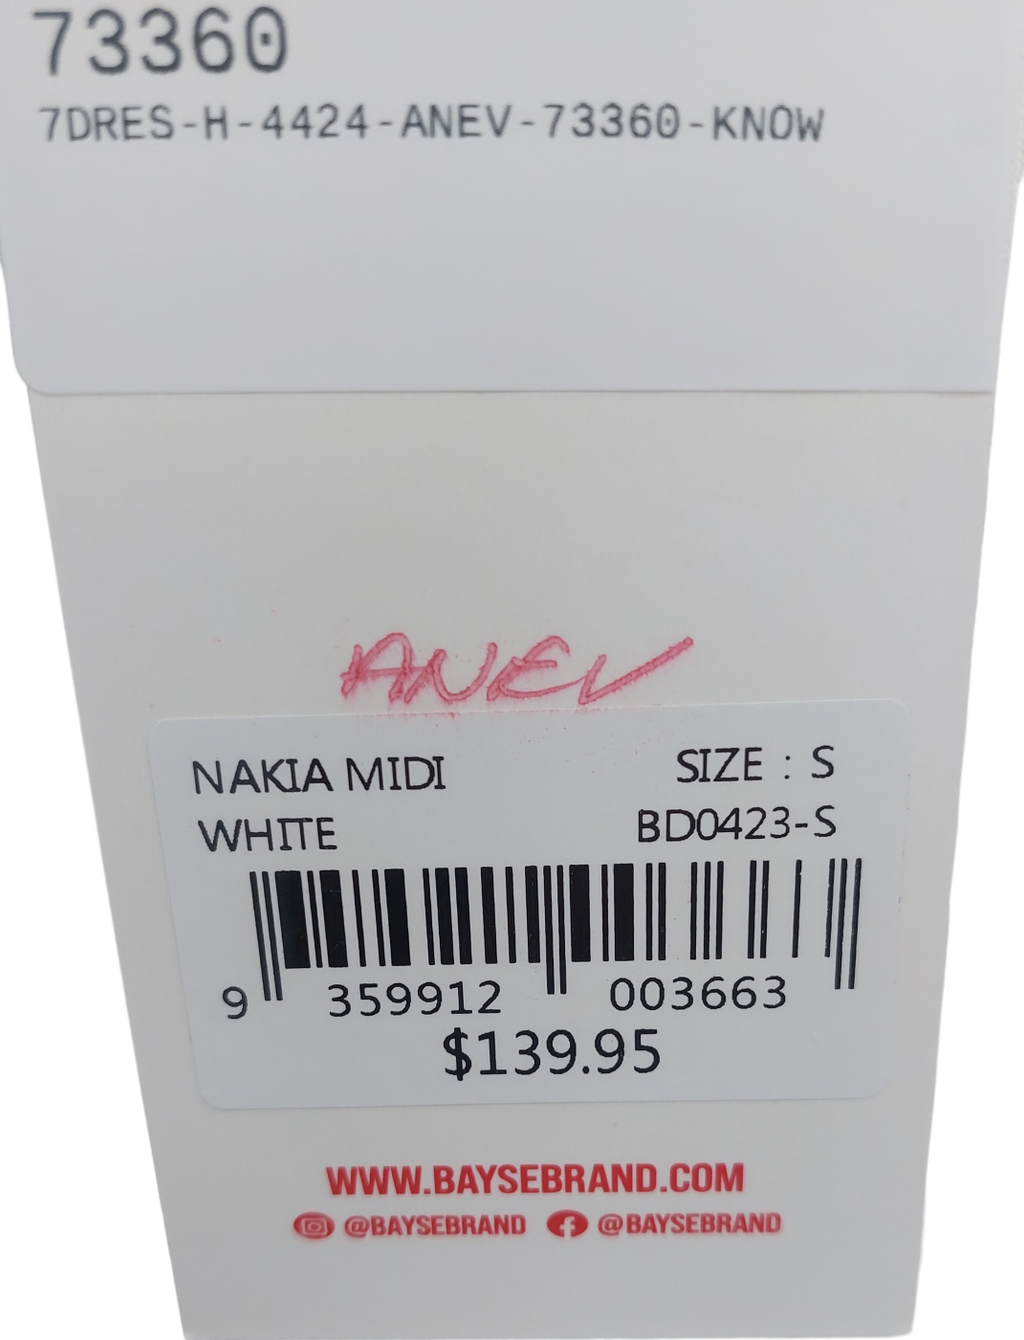 73360
7DRES-H-4424-ANEV-73360-KNOW
ANEV
NAKIA MIDI SIZE : S
WHITE BD0423-S
9 359912 003663
$139.95
WWW.BAYSEBRAND.COM
@BAYSEBRAND @BAYSEBRAND